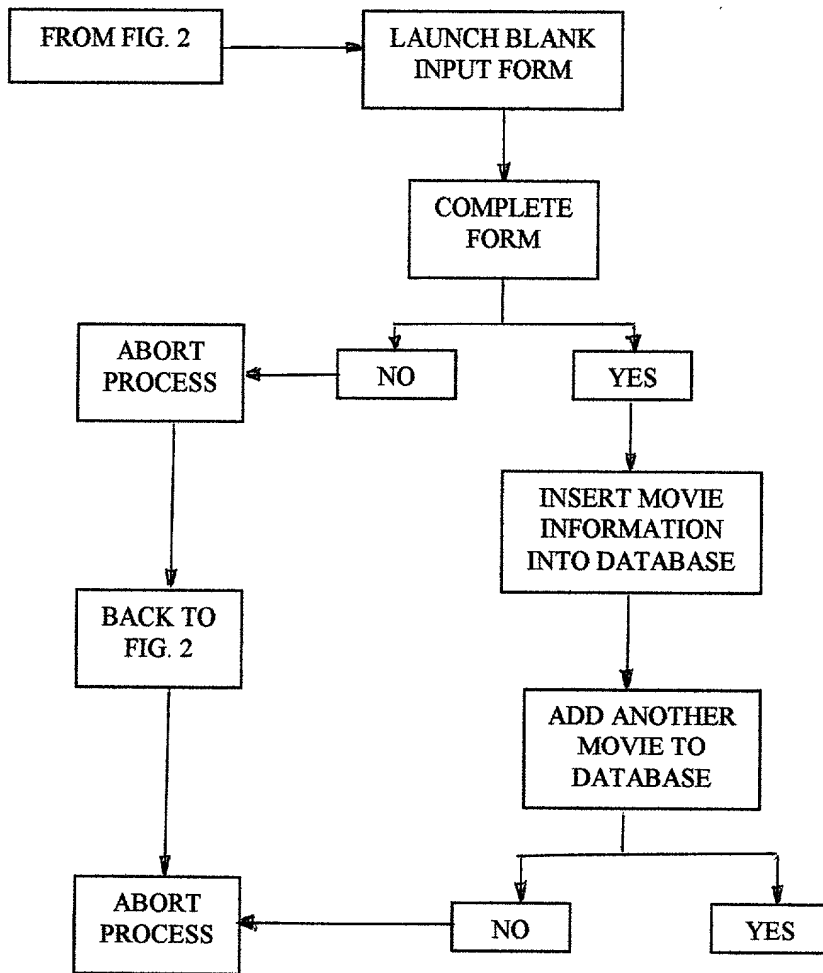 FROM FIG. 2
LAUNCH BLANK
INPUT FORM
COMPLETE
FORM
ABORT
PROCESS
NO
YES
INSERT MOVIE
INFORMATION
INTO DATABASE
BACK TO
FIG. 2
ADD ANOTHER
MOVIE TO
DATABASE
ABORT
PROCESS
NO
YES